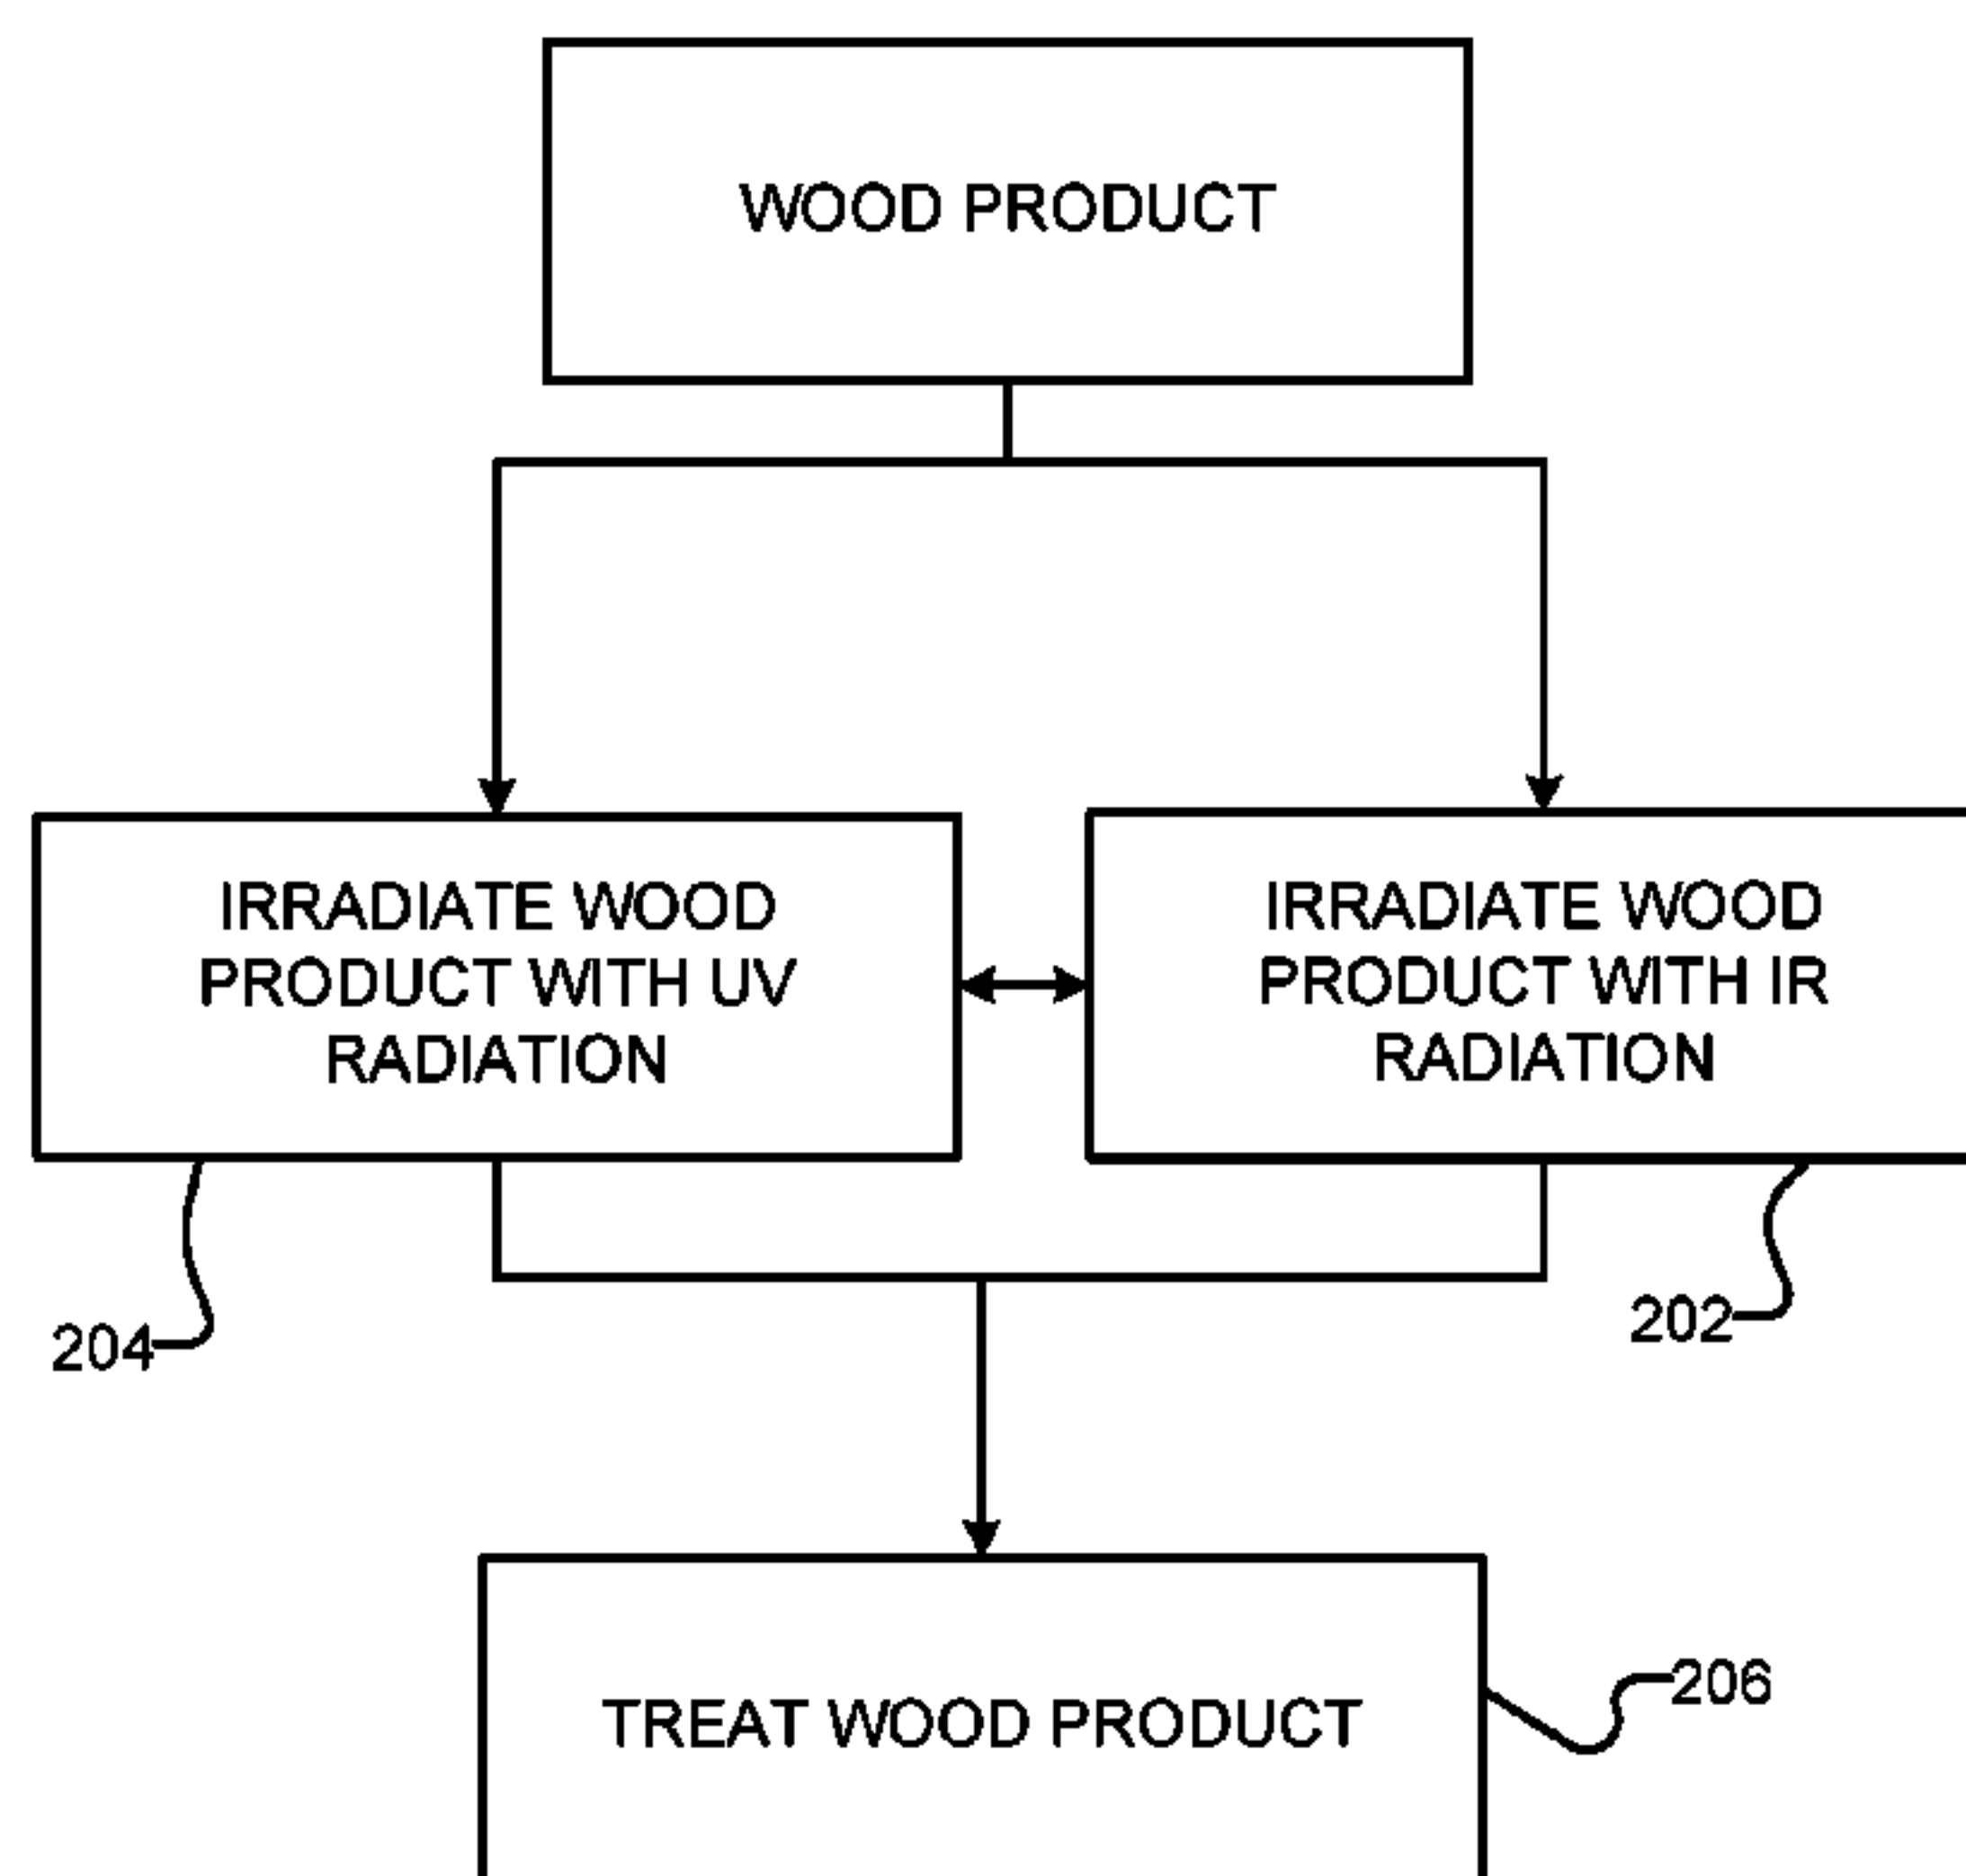 WOOD PRODUCT
IRRADIATE WOOD
PRODUCT WITH UV
RADIATION
IRRADIATE WOOD
PRODUCT WITH IR
RADIATION
204
202
TREAT WOOD PRODUCT
206